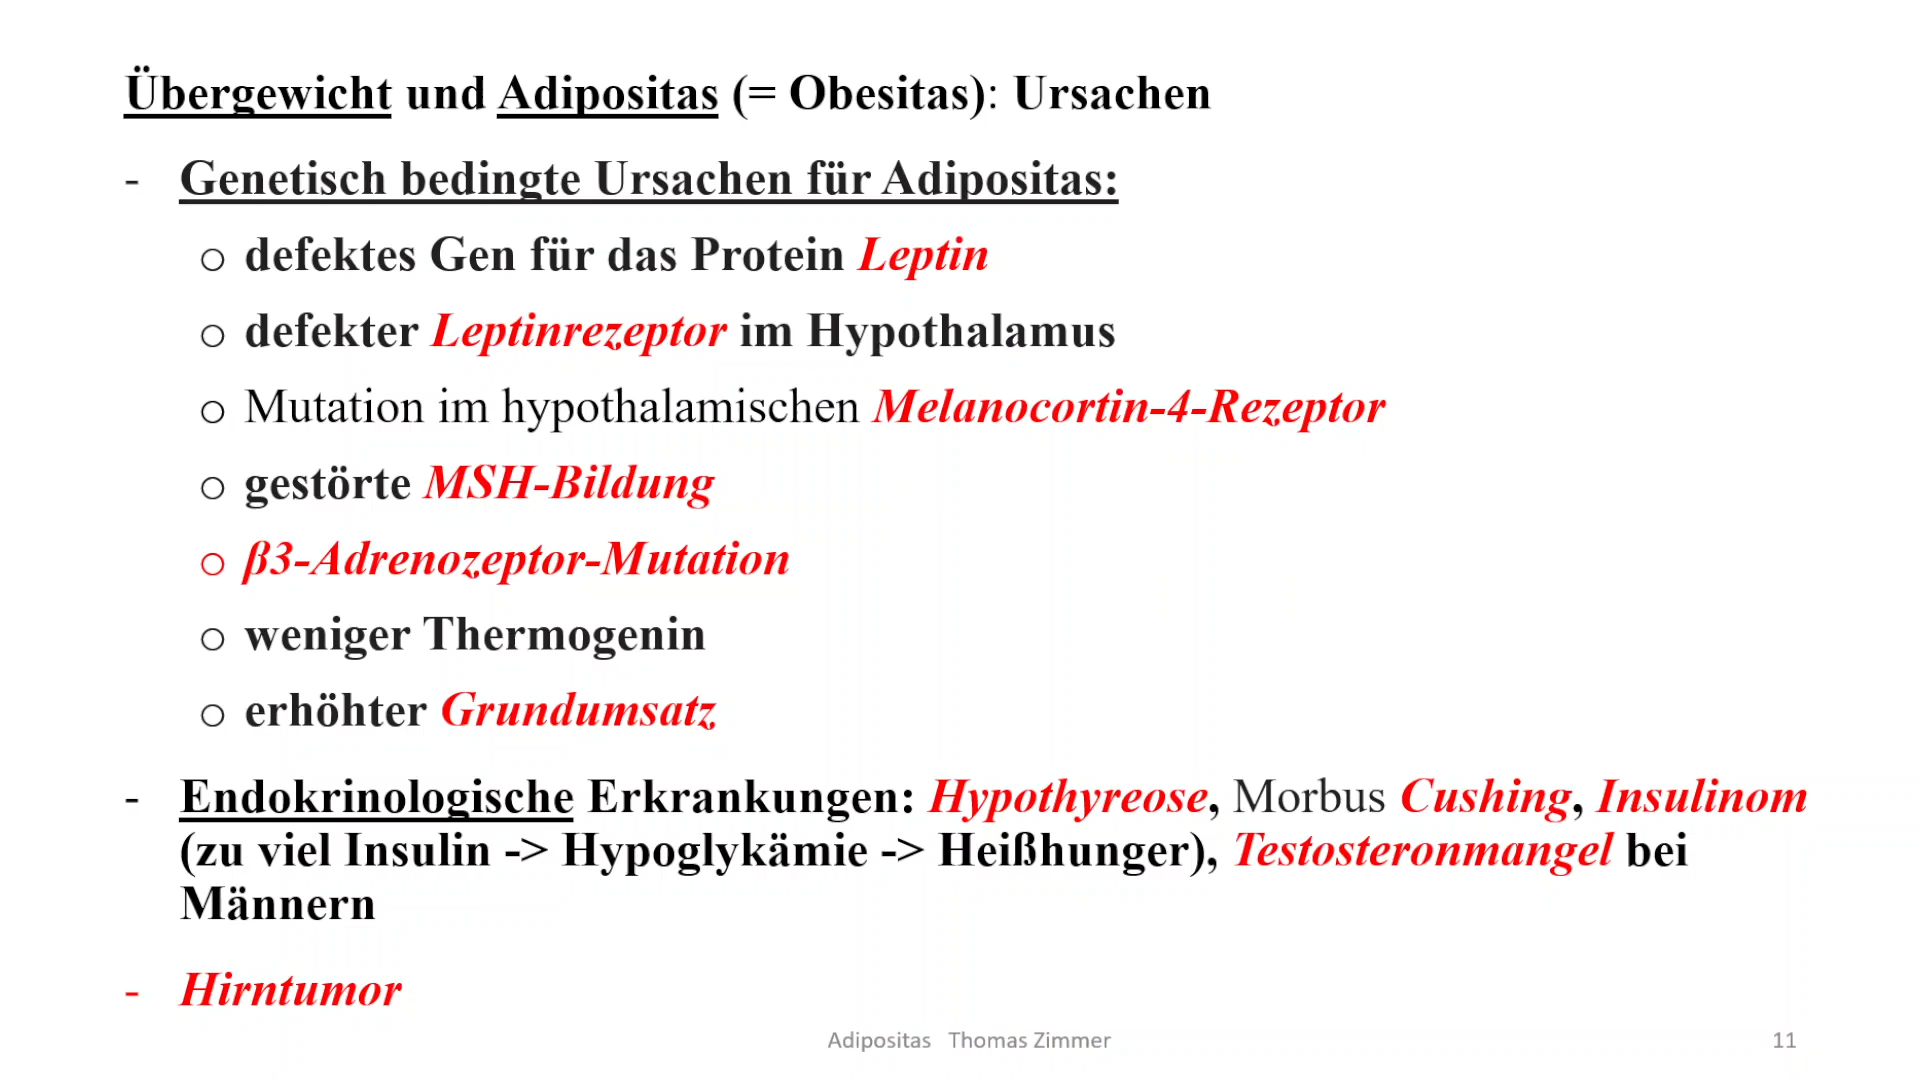 Übergewicht und Adipositas (= Obesitas): Ursachen
- Genetisch bedingte Ursachen für Adipositas:
o defektes Gen für das Protein Leptin
o defekter Leptinrezeptor im Hypothalamus
o Mutation im hypothalamischen Melanocortin-4-Rezeptor
o gestörte MSH-Bildung
o β3-Adrenozeptor-Mutation
o weniger Thermogenin
o erhöhter Grundumsatz
- Endokrinologische Erkrankungen: Hypothyreose, Morbus Cushing, Insulinom
(zu viel Insulin -> Hypoglykämie -> Heißhunger), Testosteronmangel bei
Männern
- Hirntumor
Adipositas Thomas Zimmer
11